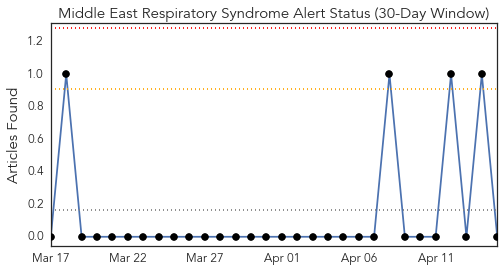 Middle East Respiratory Syndrome Alert Status (30-Day Window)
Articles Found
1.2
1.0
0.8
0.6
0.4
0.2
0.0
Mar 17 Mar 22 Mar 27 Apr 01 Apr 06 Apr 11